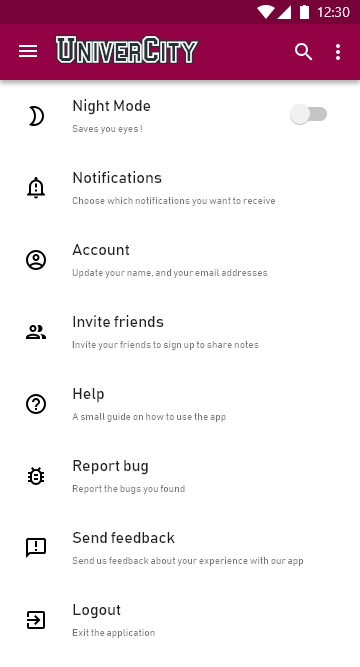 12:30
UNIVERCITY
Night Mode
Saves you eyes!
Notifications
Choose which notifications you want to receive
Account
Update your name, and your email addresses
Invite friends
Invite your friends to sign up to share notes
Help
A small guide on how to use the app
Report bug
Report the bugs you found
Send feedback
Send us feedback about your experience with our app
Logout
Exit the application